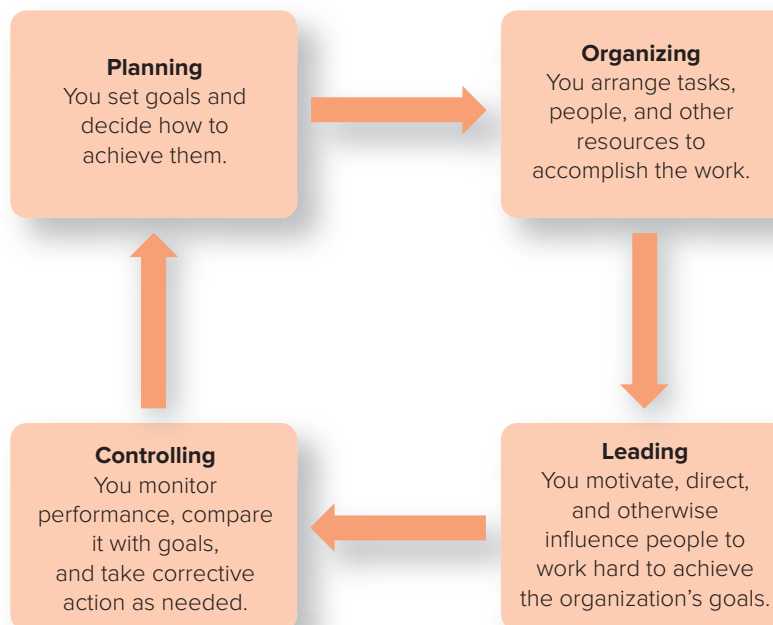 Planning
You set goals and
decide how to
achieve them.
Organizing
You arrange tasks,
people, and other
resources to
accomplish the work.
Controlling
You monitor
performance, compare
it with goals,
and take corrective
action as needed.
Leading
You motivate, direct,
and otherwise
influence people to
work hard to achieve
the organization’s goals.